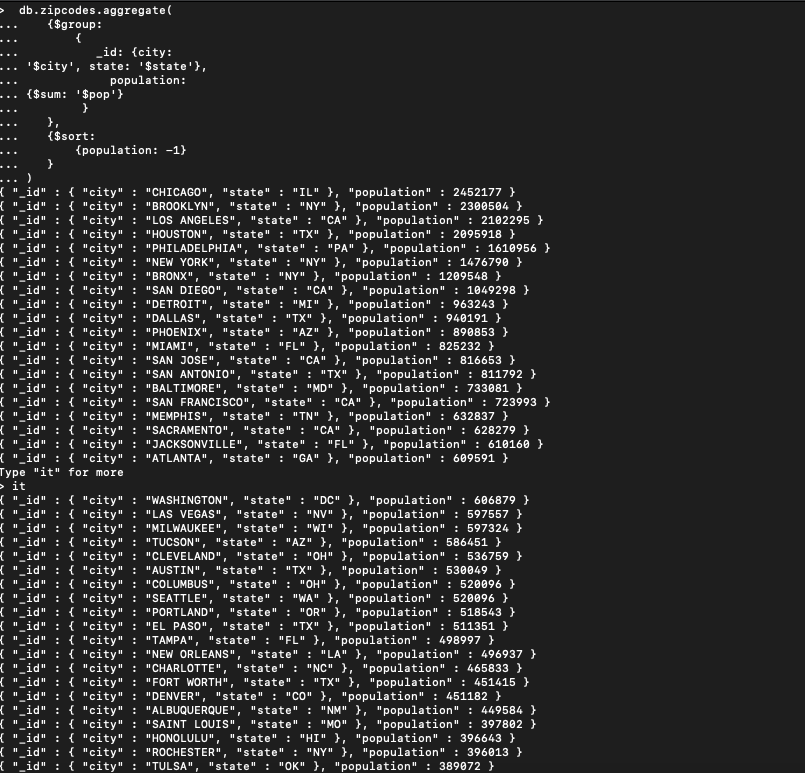 >  db.zipcodes.aggregate(
...     {$group:
...         {
...            _id: {city:
... '$city', state: '$state'},
...              population:
... {$sum: '$pop'}
...          }
...     },
...     {$sort:
...         {population: -1}
...     }
... )
{ "_id" : { "city" : "CHICAGO", "state" : "IL" }, "population" : 2452177 }
{ "_id" : { "city" : "BROOKLYN", "state" : "NY" }, "population" : 2300504 }
{ "_id" : { "city" : "LOS ANGELES", "state" : "CA" }, "population" : 2102295 }
{ "_id" : { "city" : "HOUSTON", "state" : "TX" }, "population" : 2095918 }
{ "_id" : { "city" : "PHILADELPHIA", "state" : "PA" }, "population" : 1610956 }
{ "_id" : { "city" : "NEW YORK", "state" : "NY" }, "population" : 1476790 }
{ "_id" : { "city" : "BRONX", "state" : "NY" }, "population" : 1209548 }
{ "_id" : { "city" : "SAN DIEGO", "state" : "CA" }, "population" : 1049298 }
{ "_id" : { "city" : "DETROIT", "state" : "MI" }, "population" : 963243 }
{ "_id" : { "city" : "DALLAS", "state" : "TX" }, "population" : 940191 }
{ "_id" : { "city" : "PHOENIX", "state" : "AZ" }, "population" : 890853 }
{ "_id" : { "city" : "MIAMI", "state" : "FL" }, "population" : 825232 }
{ "_id" : { "city" : "SAN JOSE", "state" : "CA" }, "population" : 816653 }
{ "_id" : { "city" : "SAN ANTONIO", "state" : "TX" }, "population" : 811792 }
{ "_id" : { "city" : "BALTIMORE", "state" : "MD" }, "population" : 733081 }
{ "_id" : { "city" : "SAN FRANCISCO", "state" : "CA" }, "population" : 723993 }
{ "_id" : { "city" : "MEMPHIS", "state" : "TN" }, "population" : 632837 }
{ "_id" : { "city" : "SACRAMENTO", "state" : "CA" }, "population" : 628279 }
{ "_id" : { "city" : "JACKSONVILLE", "state" : "FL" }, "population" : 610160 }
{ "_id" : { "city" : "ATLANTA", "state" : "GA" }, "population" : 609591 }
Type "it" for more
> it
{ "_id" : { "city" : "WASHINGTON", "state" : "DC" }, "population" : 606879 }
{ "_id" : { "city" : "LAS VEGAS", "state" : "NV" }, "population" : 597557 }
{ "_id" : { "city" : "MILWAUKEE", "state" : "WI" }, "population" : 597324 }
{ "_id" : { "city" : "TUCSON", "state" : "AZ" }, "population" : 586451 }
{ "_id" : { "city" : "CLEVELAND", "state" : "OH" }, "population" : 536759 }
{ "_id" : { "city" : "AUSTIN", "state" : "TX" }, "population" : 530049 }
{ "_id" : { "city" : "COLUMBUS", "state" : "OH" }, "population" : 520096 }
{ "_id" : { "city" : "SEATTLE", "state" : "WA" }, "population" : 520096 }
{ "_id" : { "city" : "PORTLAND", "state" : "OR" }, "population" : 518543 }
{ "_id" : { "city" : "EL PASO", "state" : "TX" }, "population" : 511351 }
{ "_id" : { "city" : "TAMPA", "state" : "FL" }, "population" : 498997 }
{ "_id" : { "city" : "NEW ORLEANS", "state" : "LA" }, "population" : 496937 }
{ "_id" : { "city" : "CHARLOTTE", "state" : "NC" }, "population" : 465833 }
{ "_id" : { "city" : "FORT WORTH", "state" : "TX" }, "population" : 451415 }
{ "_id" : { "city" : "DENVER", "state" : "CO" }, "population" : 451182 }
{ "_id" : { "city" : "ALBUQUERQUE", "state" : "NM" }, "population" : 449584 }
{ "_id" : { "city" : "SAINT LOUIS", "state" : "MO" }, "population" : 397802 }
{ "_id" : { "city" : "HONOLULU", "state" : "HI" }, "population" : 396643 }
{ "_id" : { "city" : "ROCHESTER", "state" : "NY" }, "population" : 396013 }
{ "_id" : { "city" : "TULSA", "state" : "OK" }, "population" : 389072 }